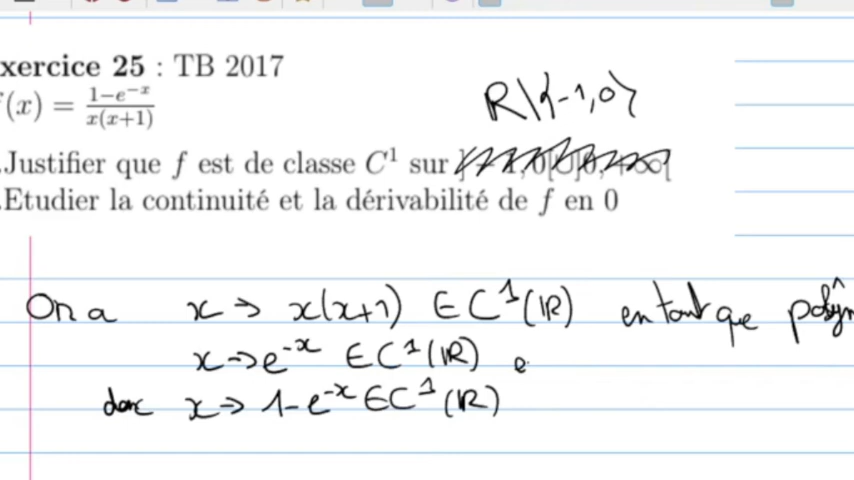 xercice 25 : TB 2017
f(x) = \frac{1-e^{-x}}{x(x+1)}
R\{-1,0}
.Justifier que f est de classe C¹ sur
.Etudier la continuité et la dérivabilité de f en 0
On a x → x(x+1) ∈ C¹(ℝ) en tant que polyn
x → e^{-x} ∈ C¹(ℝ) e
donc x → 1-e^{-x} ∈ C¹(ℝ)